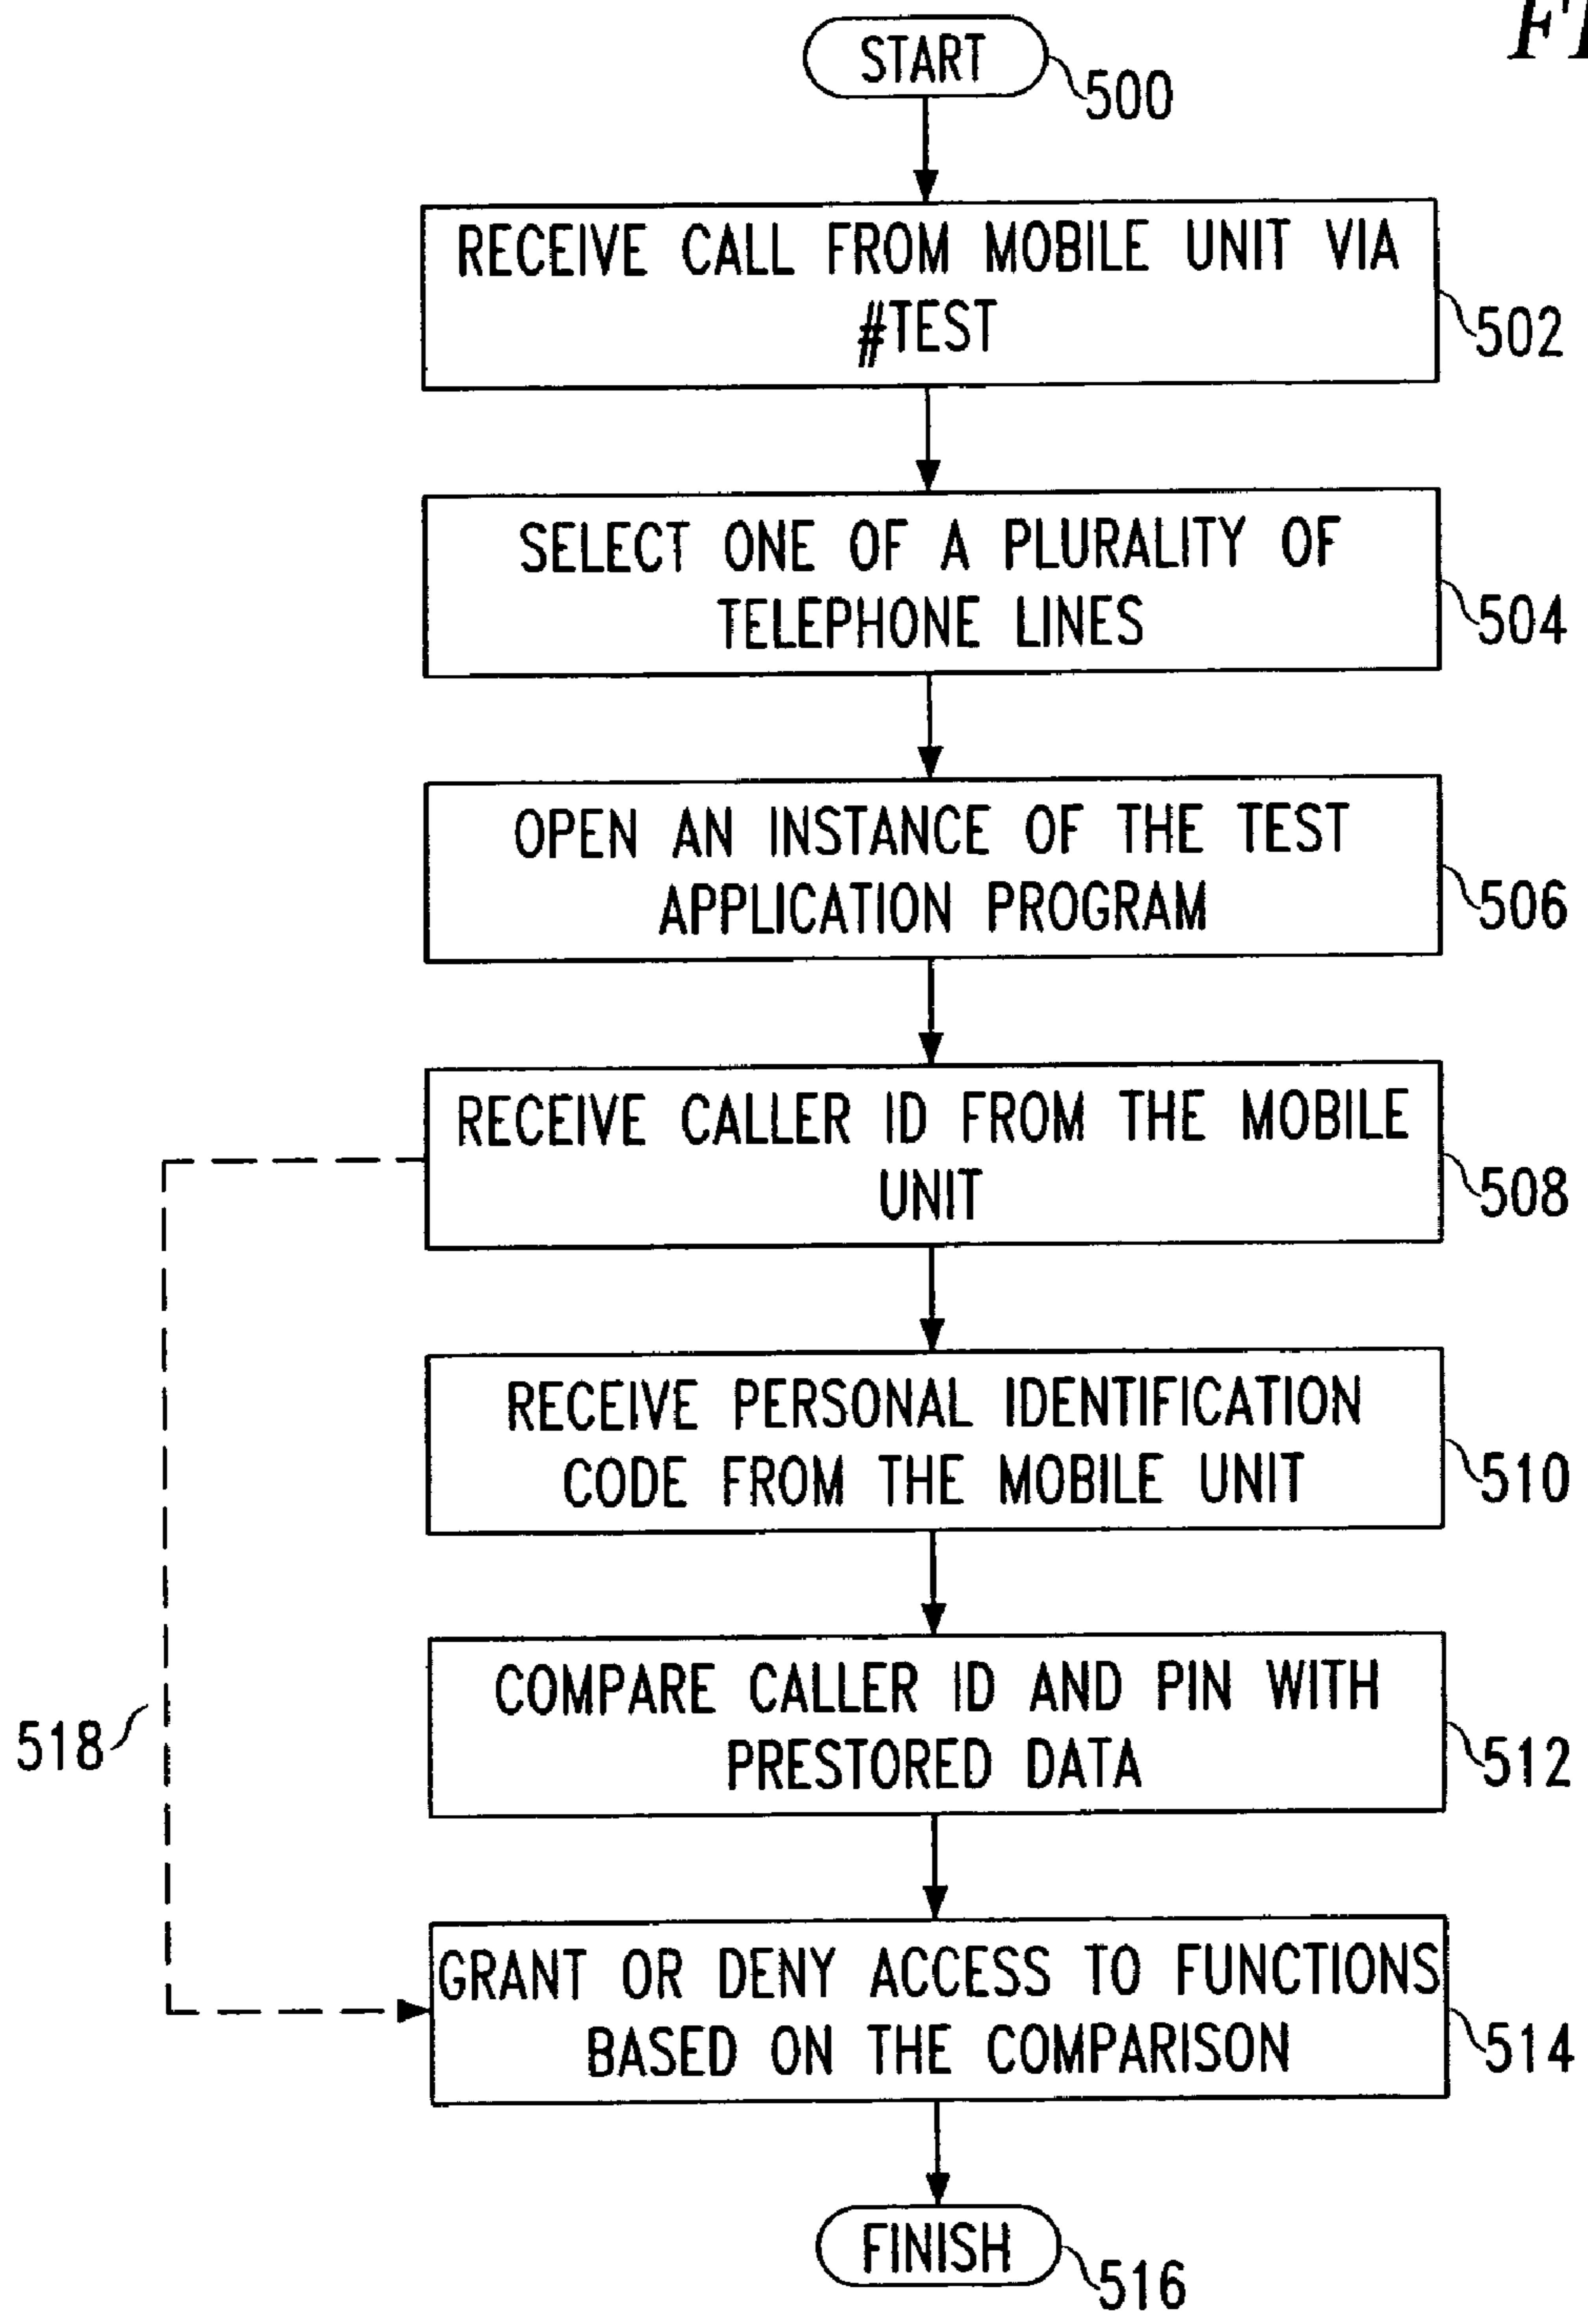 START
500
RECEIVE CALL FROM MOBILE UNIT VIA
#TEST
502
SELECT ONE OF A PLURALITY OF
TELEPHONE LINES
504
OPEN AN INSTANCE OF THE TEST
APPLICATION PROGRAM
506
RECEIVE CALLER ID FROM THE MOBILE
UNIT
508
RECEIVE PERSONAL IDENTIFICATION
CODE FROM THE MOBILE UNIT
510
COMPARE CALLER ID AND PIN WITH
PRESTORED DATA
512
518
GRANT OR DENY ACCESS TO FUNCTIONS
BASED ON THE COMPARISON
514
FINISH
516